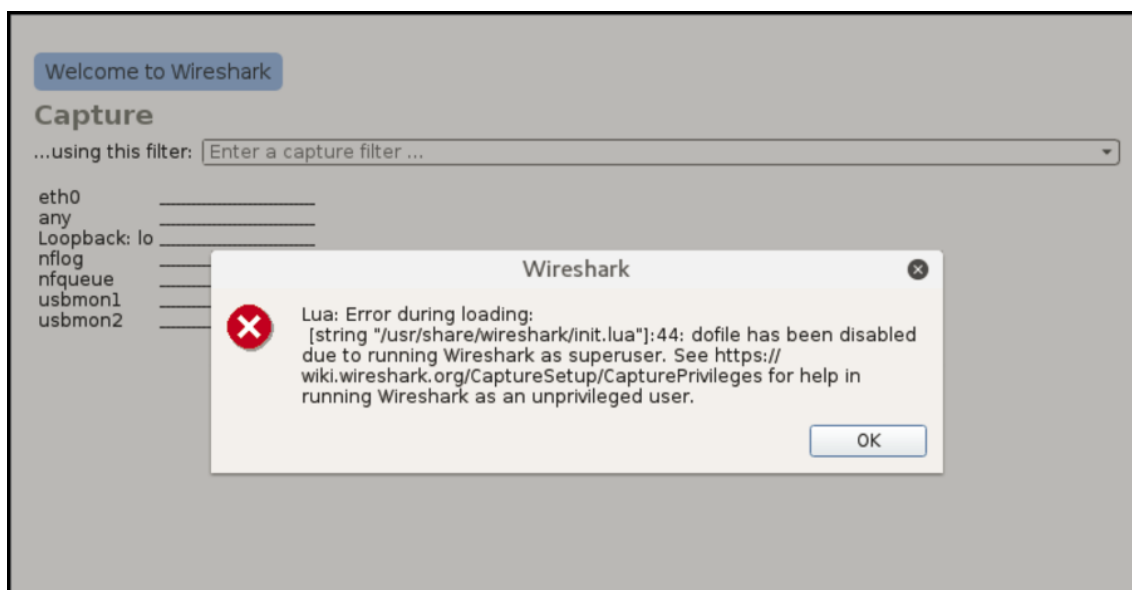 Welcome to Wireshark
Capture
...using this filter: Enter a capture filter ...
eth0
any
Loopback: lo
nflog
nfqueue
usbmon1
usbmon2
Wireshark
Lua: Error during loading:
[string "/usr/share/wireshark/init.lua"]:44: dofile has been disabled
due to running Wireshark as superuser. See https://
wiki.wireshark.org/CaptureSetup/CapturePrivileges for help in
running Wireshark as an unprivileged user.
OK